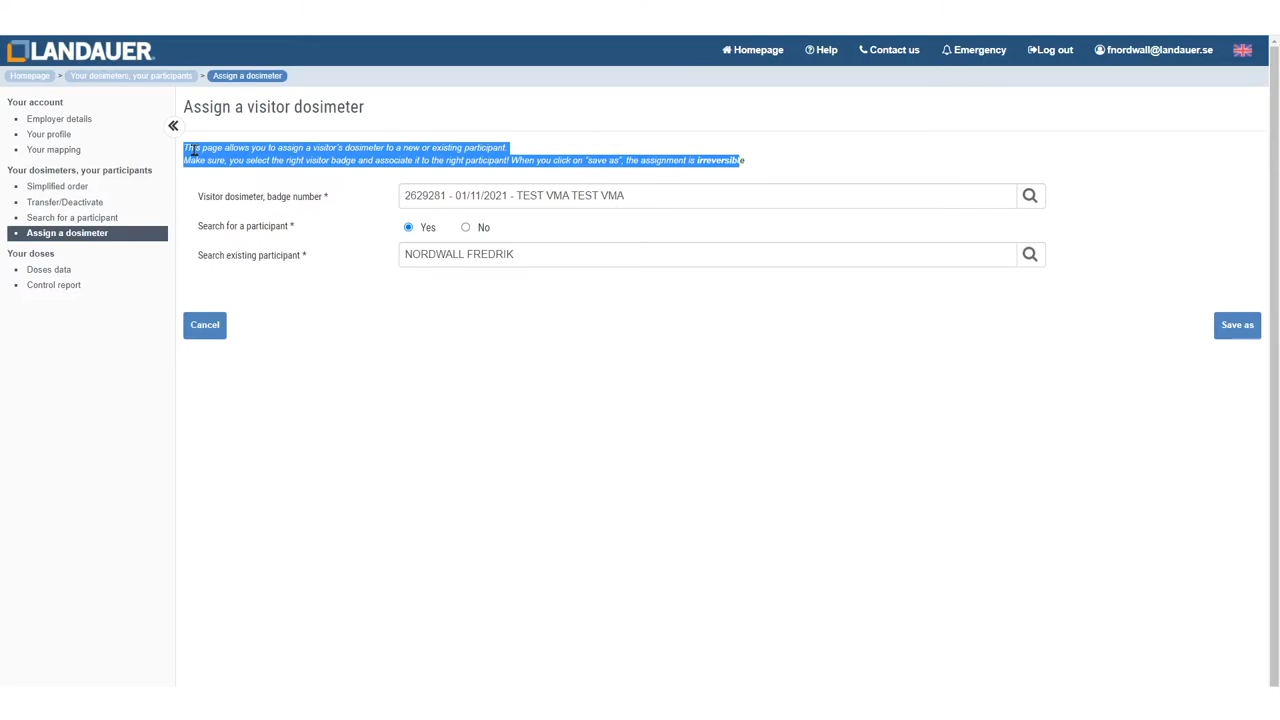 LANDAUER
Homepage
Help
Contact us
Emergency
Log out
fnordwall@landauer.se
Homepage > Your dosimeters, your participants > Assign a dosimeter
Your account
Employer details
Your profile
Your mapping
Your dosimeters, your participants
Simplified order
Transfer/Deactivate
Search for a participant
Assign a dosimeter
Your doses
Doses data
Control report
Assign a visitor dosimeter
This page allows you to assign a visitor's dosimeter to a new or existing participant.
Make sure, you select the right visitor badge and associate it to the right participant! When you click on "save as", the assignment is irreversible
Visitor dosimeter, badge number *
2629281 - 01/11/2021 - TEST VMA TEST VMA
Search for a participant *
Yes
No
Search existing participant *
NORDWALL FREDRIK
Cancel
Save as